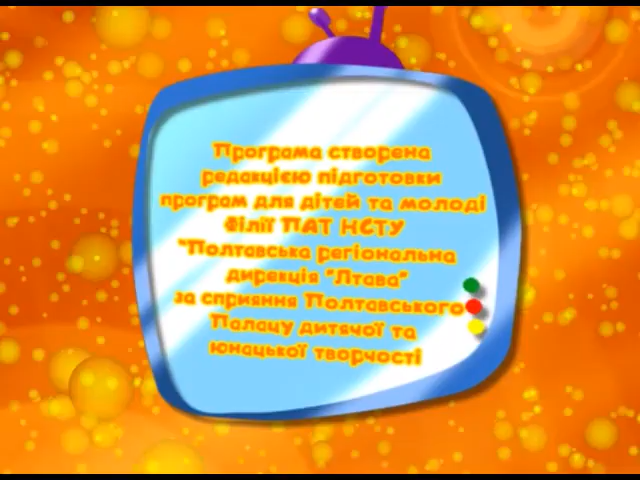 Програма створена
редакцією підготовки
програм для дітей та молоді
філії ПАТ НСТУ
"Полтавська регіональна
дирекція "Лтава"
за сприяння Полтавського
Палацу дитячої та
юнацької творчості